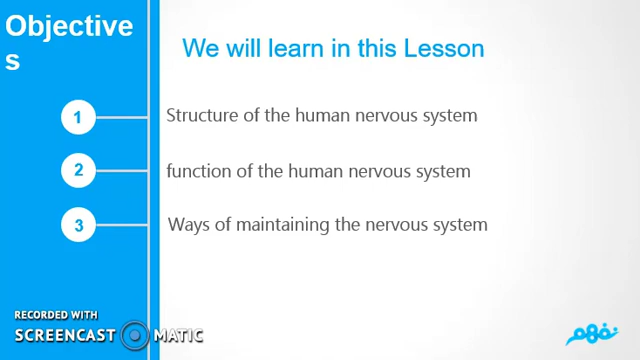 Objective
s
We will learn in this Lesson
1
Structure of the human nervous system
2
function of the human nervous system
3
Ways of maintaining the nervous system
RECORDED WITH
SCREENCAST MATIC
نفهم